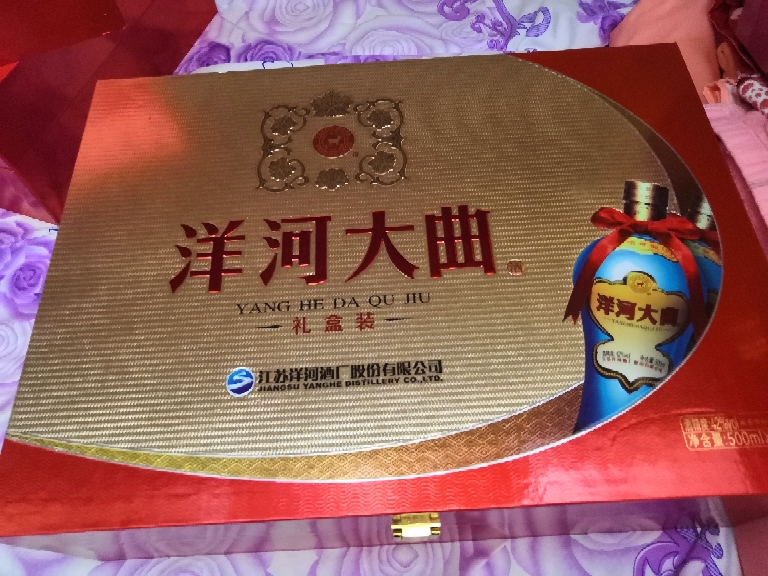 洋河大曲
YANG HE DA QU JIU
礼盒装
江苏洋河酒厂股份有限公司
JIANGSU YANGHE DISTILLERY CO.,LTD.
洋河大曲
净含量:500ml